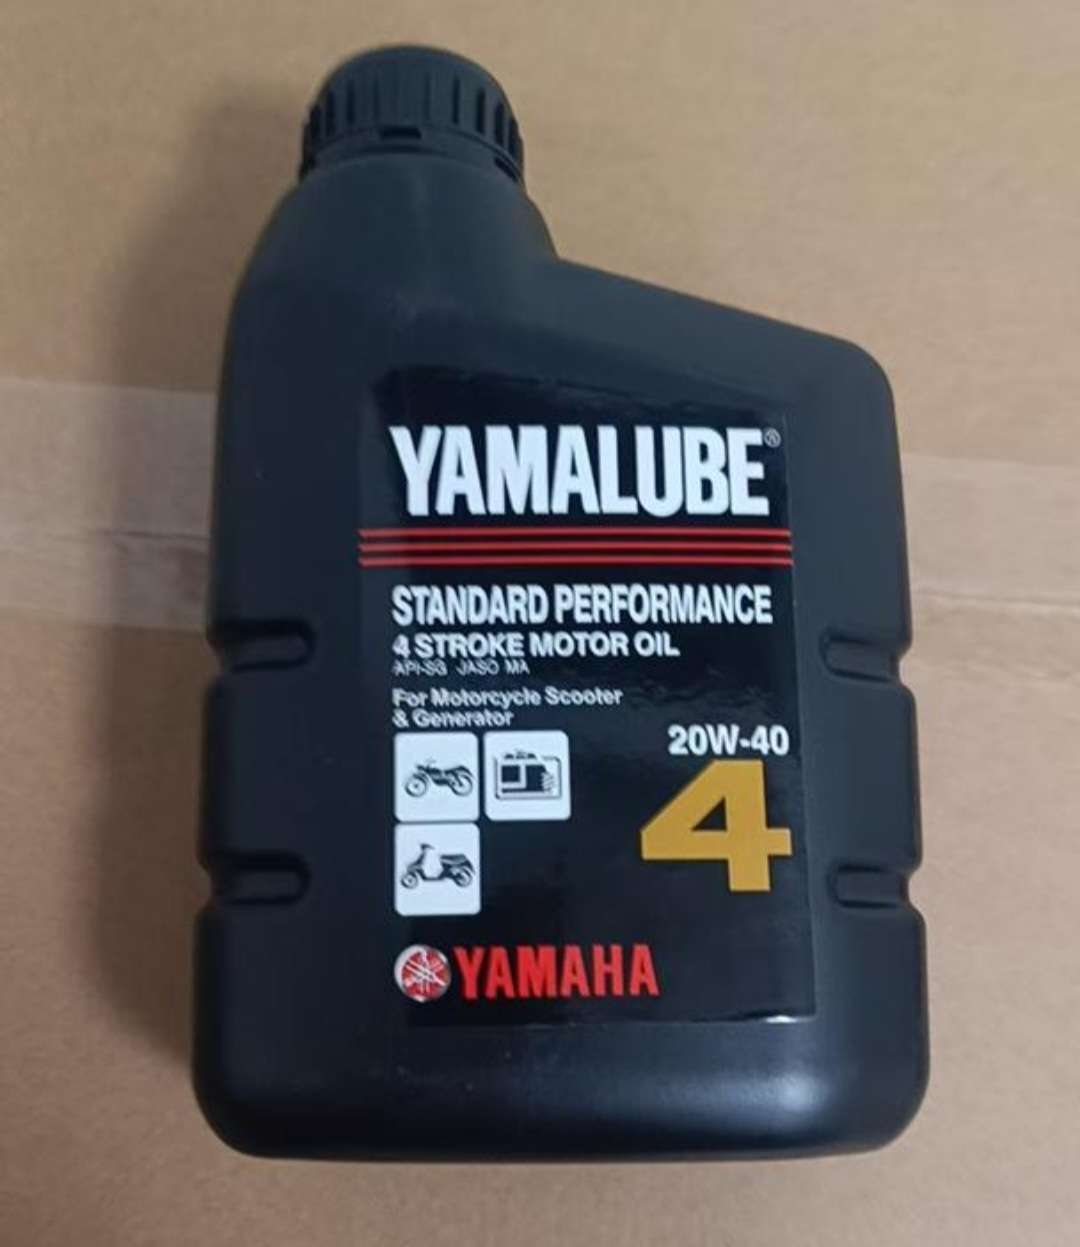 YAMALUBE®
STANDARD PERFORMANCE
4 STROKE MOTOR OIL
API-SG JASO MA
For Motorcycle Scooter
& Generator
20W-40
4
YAMAHA